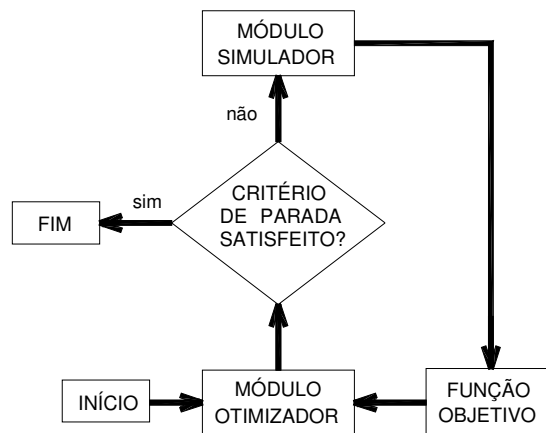 MÓDULO
SIMULADOR
não
CRITÉRIO
DE PARADA
SATISFEITO?
sim
FIM
INÍCIO
MÓDULO
OTIMIZADOR
FUNÇÃO
OBJETIVO